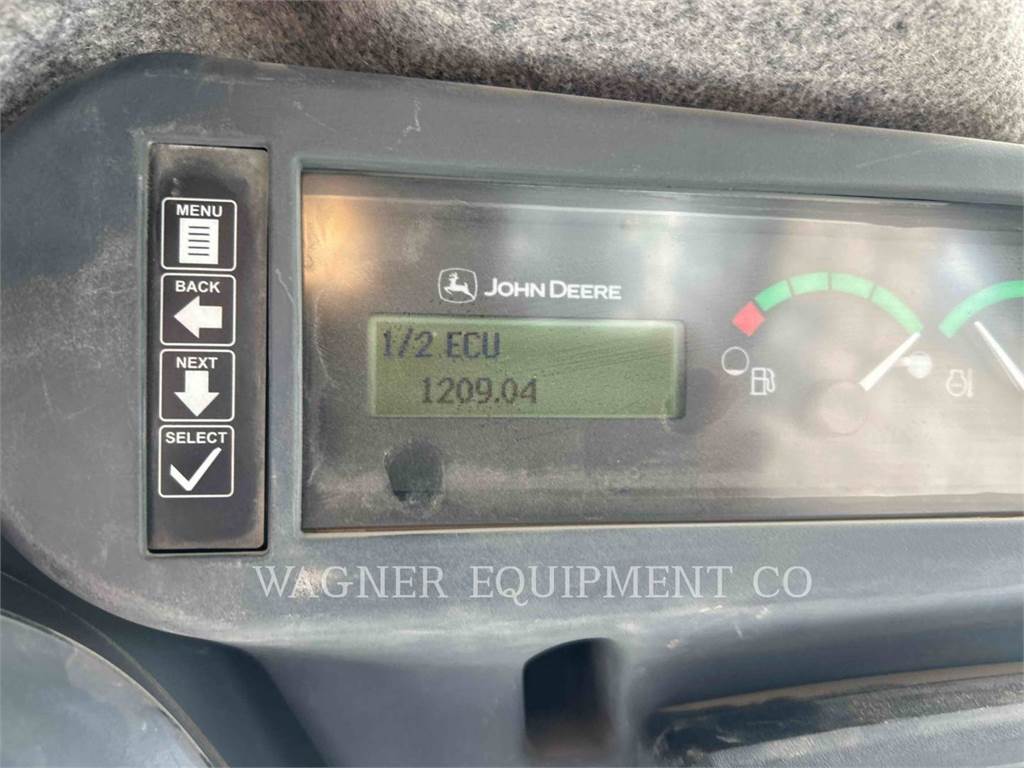 MENU
BACK
NEXT
SELECT
JOHN DEERE
1/2 ECU
1209.04
WAGNER EQUIPMENT CO